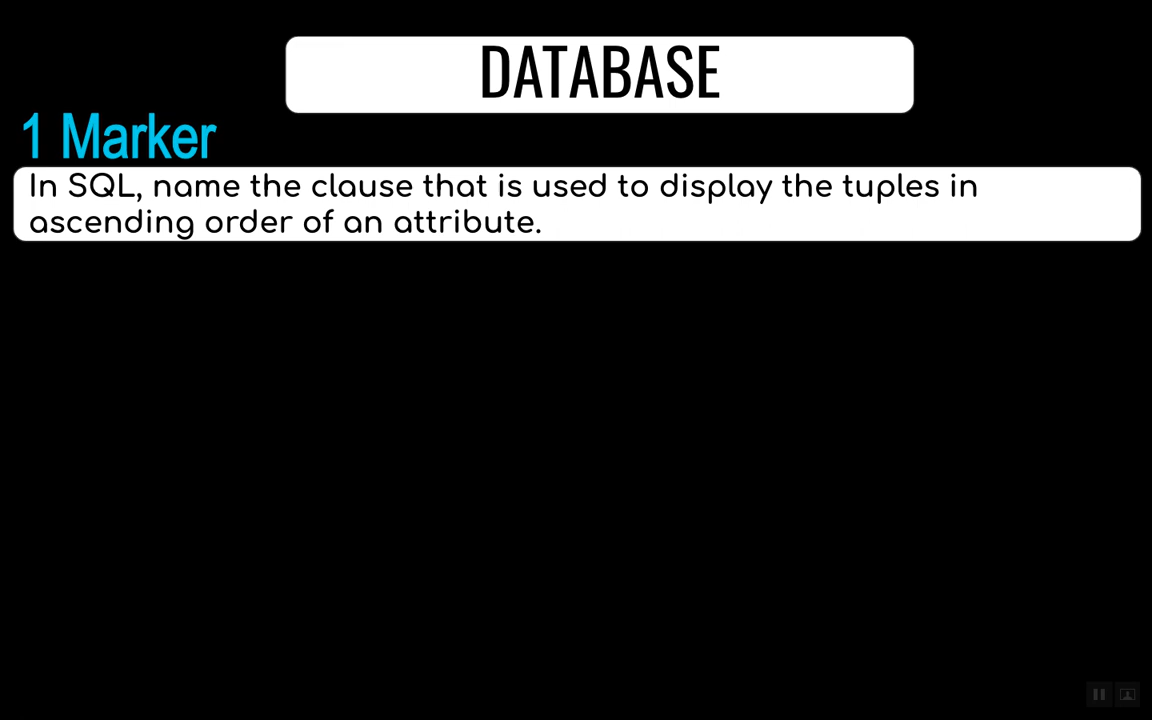 DATABASE
1 Marker
In SQL, name the clause that is used to display the tuples in
ascending order of an attribute.